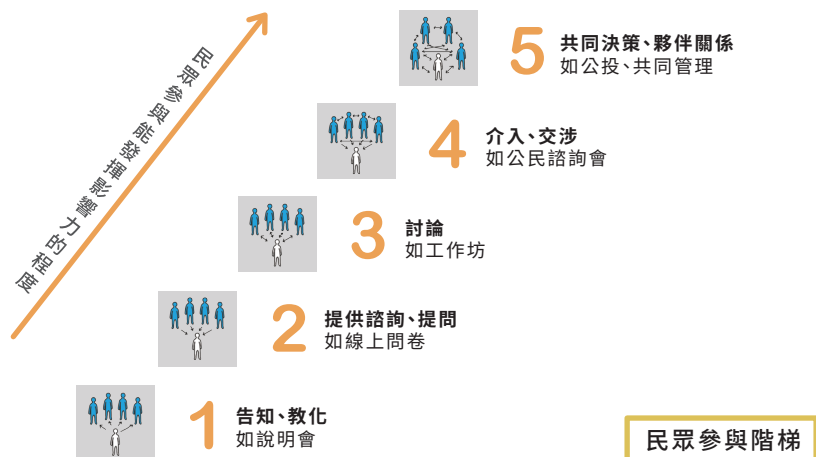 民眾參與能發揮影響力的程度
5
共同決策、夥伴關係
如公投、共同管理
4
介入、交涉
如公民諮詢會
3
討論
如工作坊
2
提供諮詢、提問
如線上問卷
1
告知、教化
如說明會
民眾參與階梯